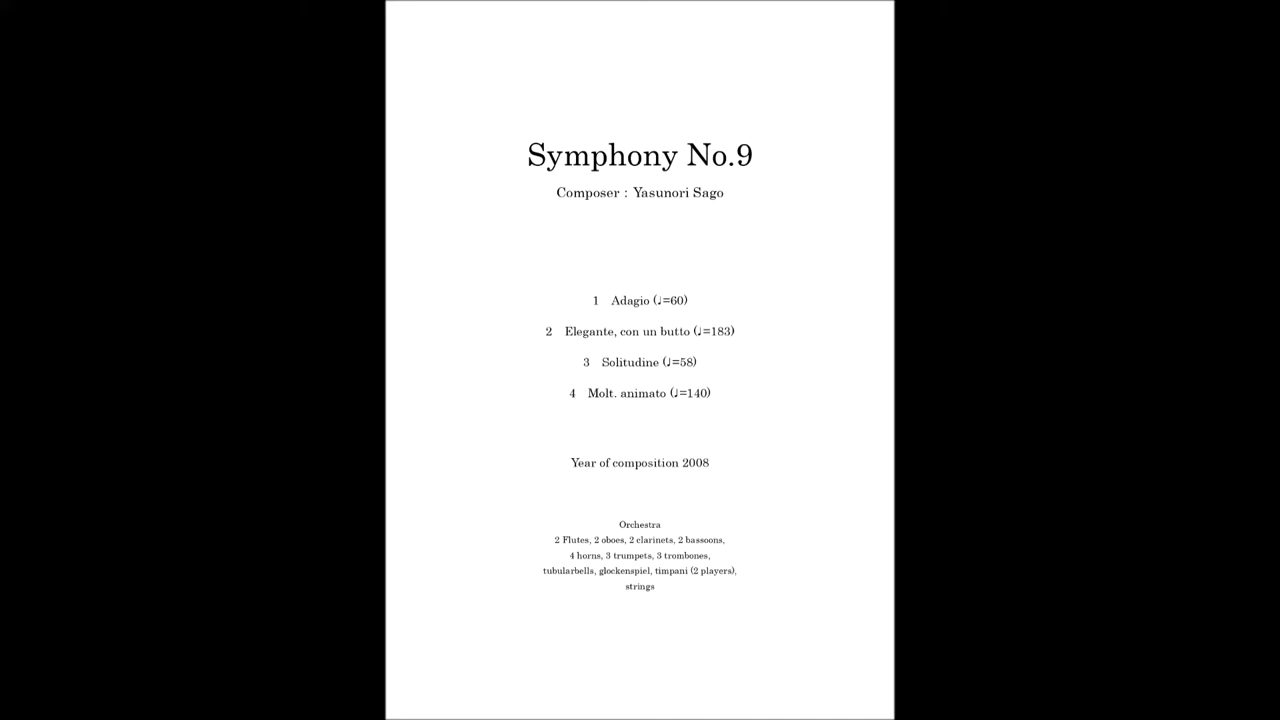 Symphony No.9
Composer : Yasunori Sago
1 Adagio (♩=60)
2 Elegante, con un butto (♩=183)
3 Solitudine (♩=58)
4 Molt. animato (♩=140)
Year of composition 2008
Orchestra
2 Flutes, 2 oboes, 2 clarinets, 2 bassoons,
4 horns, 3 trumpets, 3 trombones,
tubularbells, glockenspiel, timpani (2 players),
strings